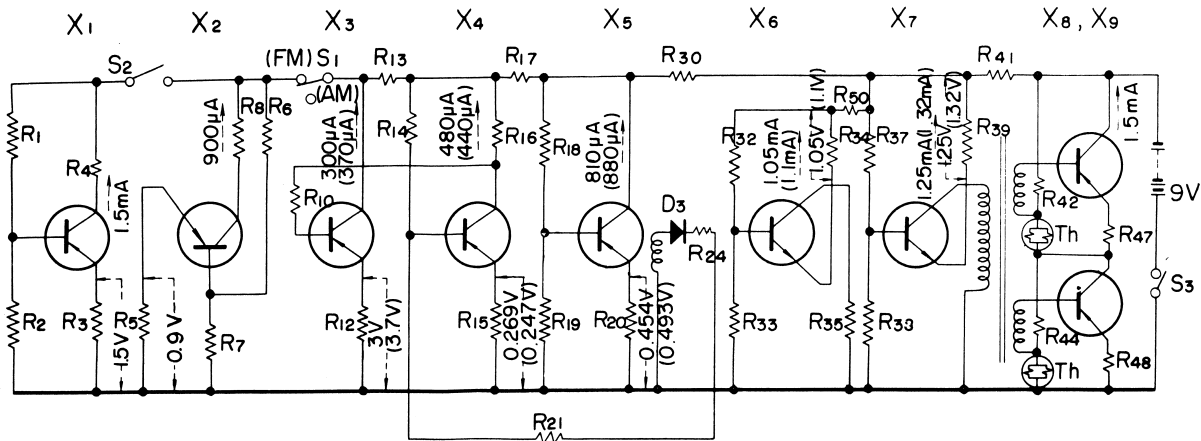 X1 X2 X3 X4 X5 X6 X7 X8, X9
S2
(FM) S1
(AM)
R13
R17
R30
R41
R1
R4
1.5mA
900μA
R8
R6
300μA
(370μA)
R14
480μA
(440μA)
R16
R18
810μA
(880μA)
R32
1.05mA
(1.1mA)
1.05V
(1.1V)
R50
R34
R37
1.25mA(1.32mA)
1.25V
(1.32V)
R39
1.5mA
9V
R10
D3
R24
R42
Th
R47
S3
R2
R3
1.5V
R5
0.9V
R7
R12
3V
(3.7V)
R15
0.269V
(0.247V)
R19
R20
0.454V
(0.493V)
R33
R35
R33
R44
Th
R48
R21